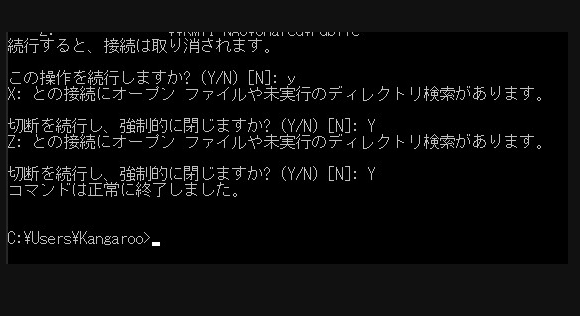 続行すると、接続は取り消されます。
この操作を続行しますか? (Y/N) [N]: y
X: との接続にオープン ファイルや未実行のディレクトリ検索があります。
切断を続行し、強制的に閉じますか? (Y/N) [N]: Y
Z: との接続にオープン ファイルや未実行のディレクトリ検索があります。
切断を続行し、強制的に閉じますか? (Y/N) [N]: Y
コマンドは正常に終了しました。
C:¥Users¥Kangaroo>